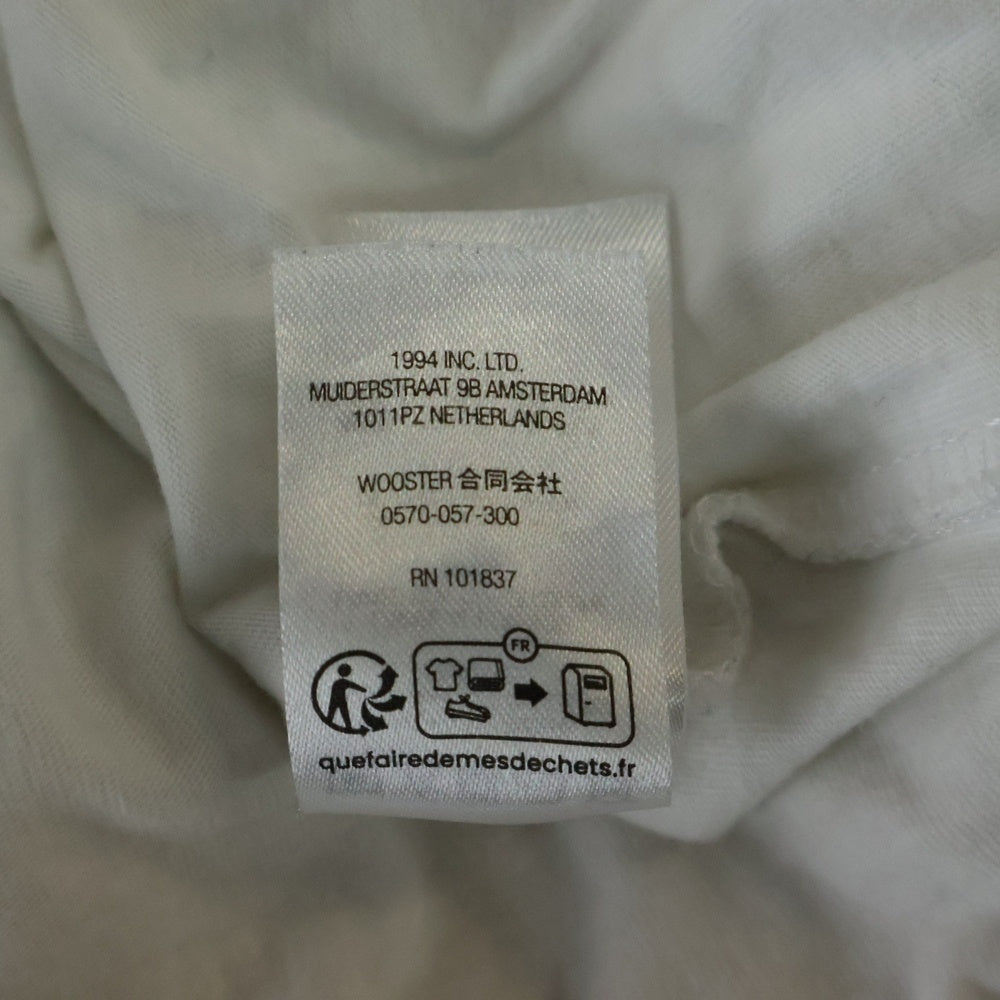 1994 INC. LTD.
MUIDERSTRAAT 9B AMSTERDAM
1011PZ NETHERLANDS
WOOSTER 合同会社
0570-057-300
RN 101837
FR
quefairedemesdechets.fr